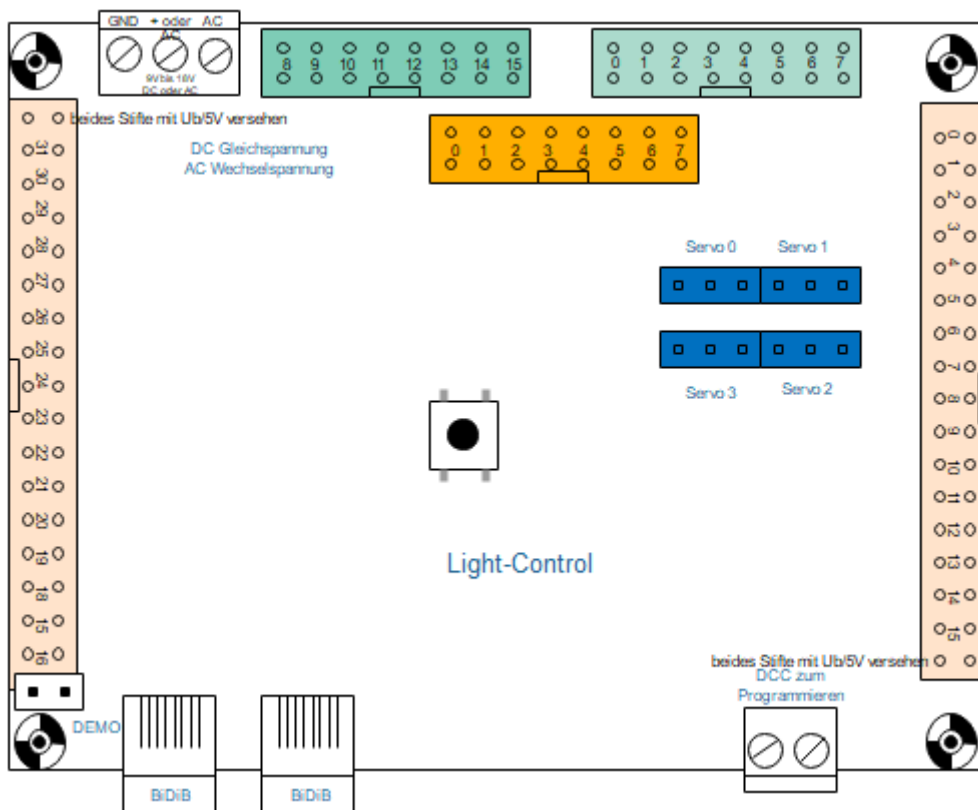 GND + oder AC
AC
9V bis 18V
DC oder AC
8 9 10 11 12 13 14 15
0 1 2 3 4 5 6 7
beides Stifte mit Ub/5V versehen
DC Gleichspannung
AC Wechselspannung
0 1 2 3 4 5 6 7
31
30
29
28
27
26
25
24
23
22
21
20
19
18
15
16
0
1
2
3
4
5
6
7
8
9
10
11
12
13
14
15
Servo 0 Servo 1
Servo 3 Servo 2
Light-Control
beides Stifte mit Ub/5V versehen
DCC zum
Programmieren
DEMO
BiDiB BiDiB